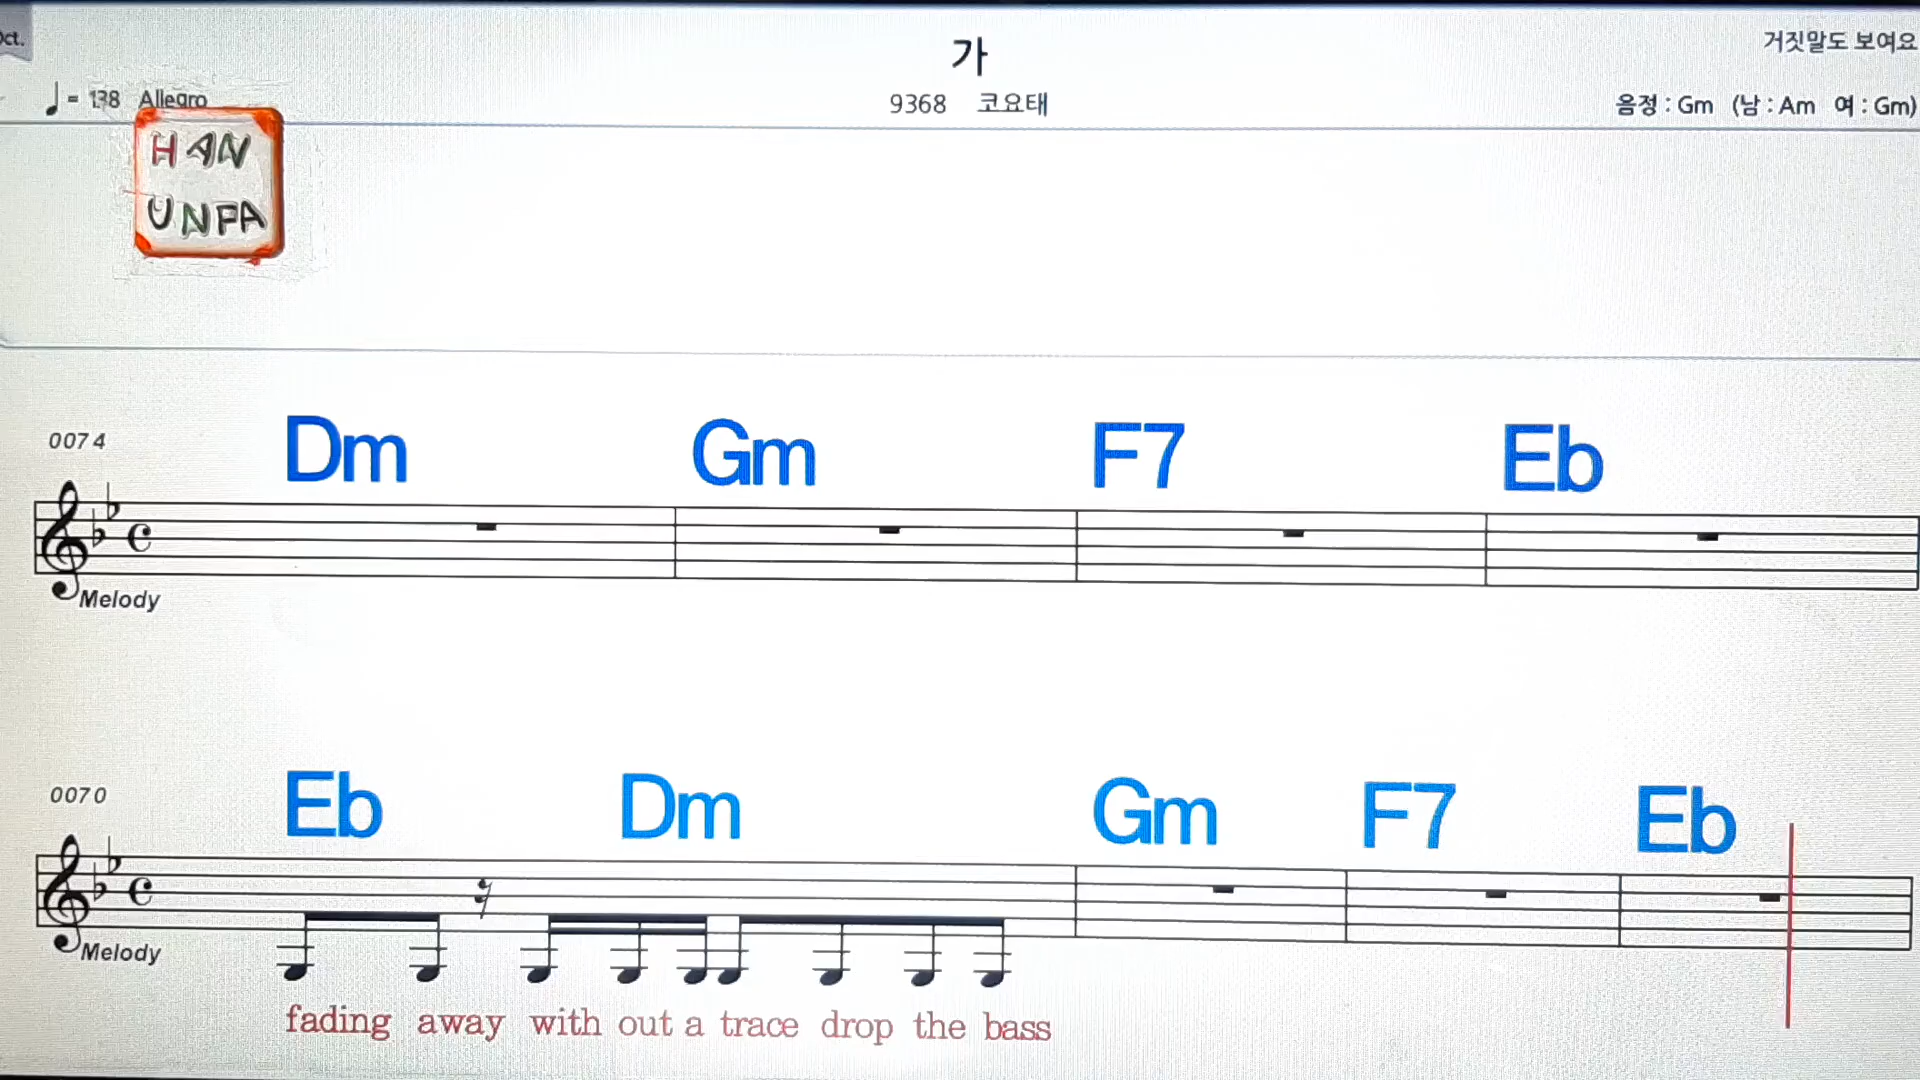 Oct.
가
거짓말도 보여요
= 138 Allegro
9368 코요태
음정 : Gm (남 : Am 여 : Gm)
HAN
UNPA
0074
Dm Gm F7 Eb
Melody
0070
Eb Dm Gm F7 Eb
Melody
fading away with out a trace drop the bass